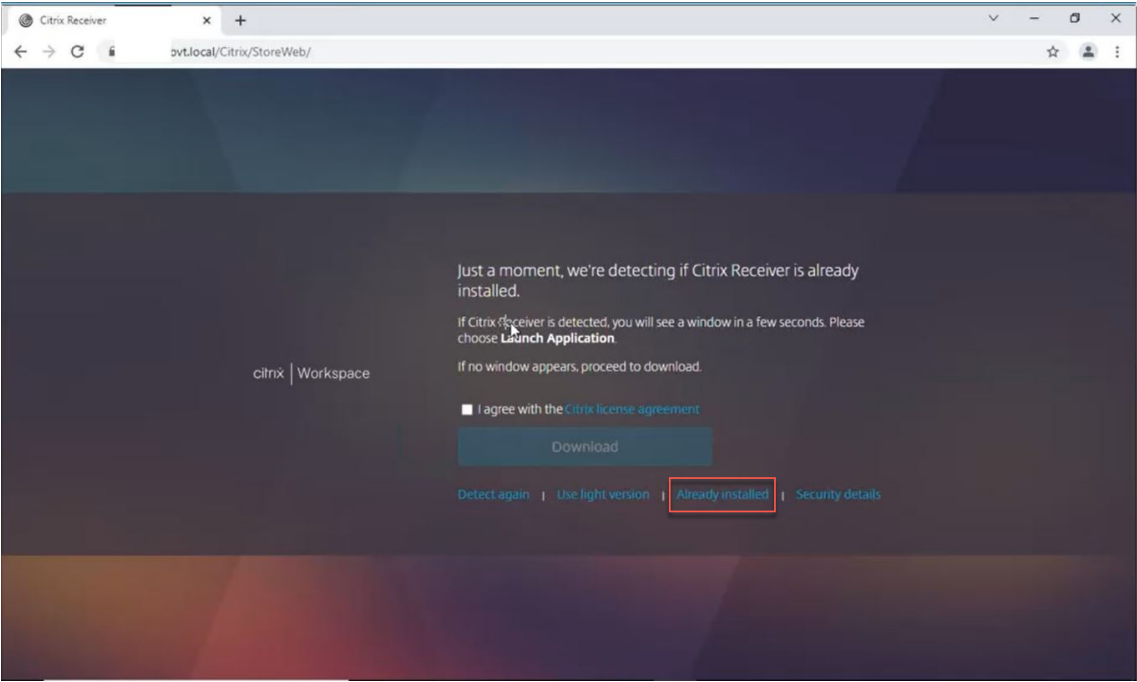 Citrix Receiver
ovt.local/Citrix/StoreWeb/
Just a moment, we're detecting if Citrix Receiver is already
installed.
If Citrix Receiver is detected, you will see a window in a few seconds. Please
choose Launch Application.
If no window appears, proceed to download.
citrix | Workspace
I agree with the Citrix license agreement
Download
Detect again | Use light version | Already installed | Security details